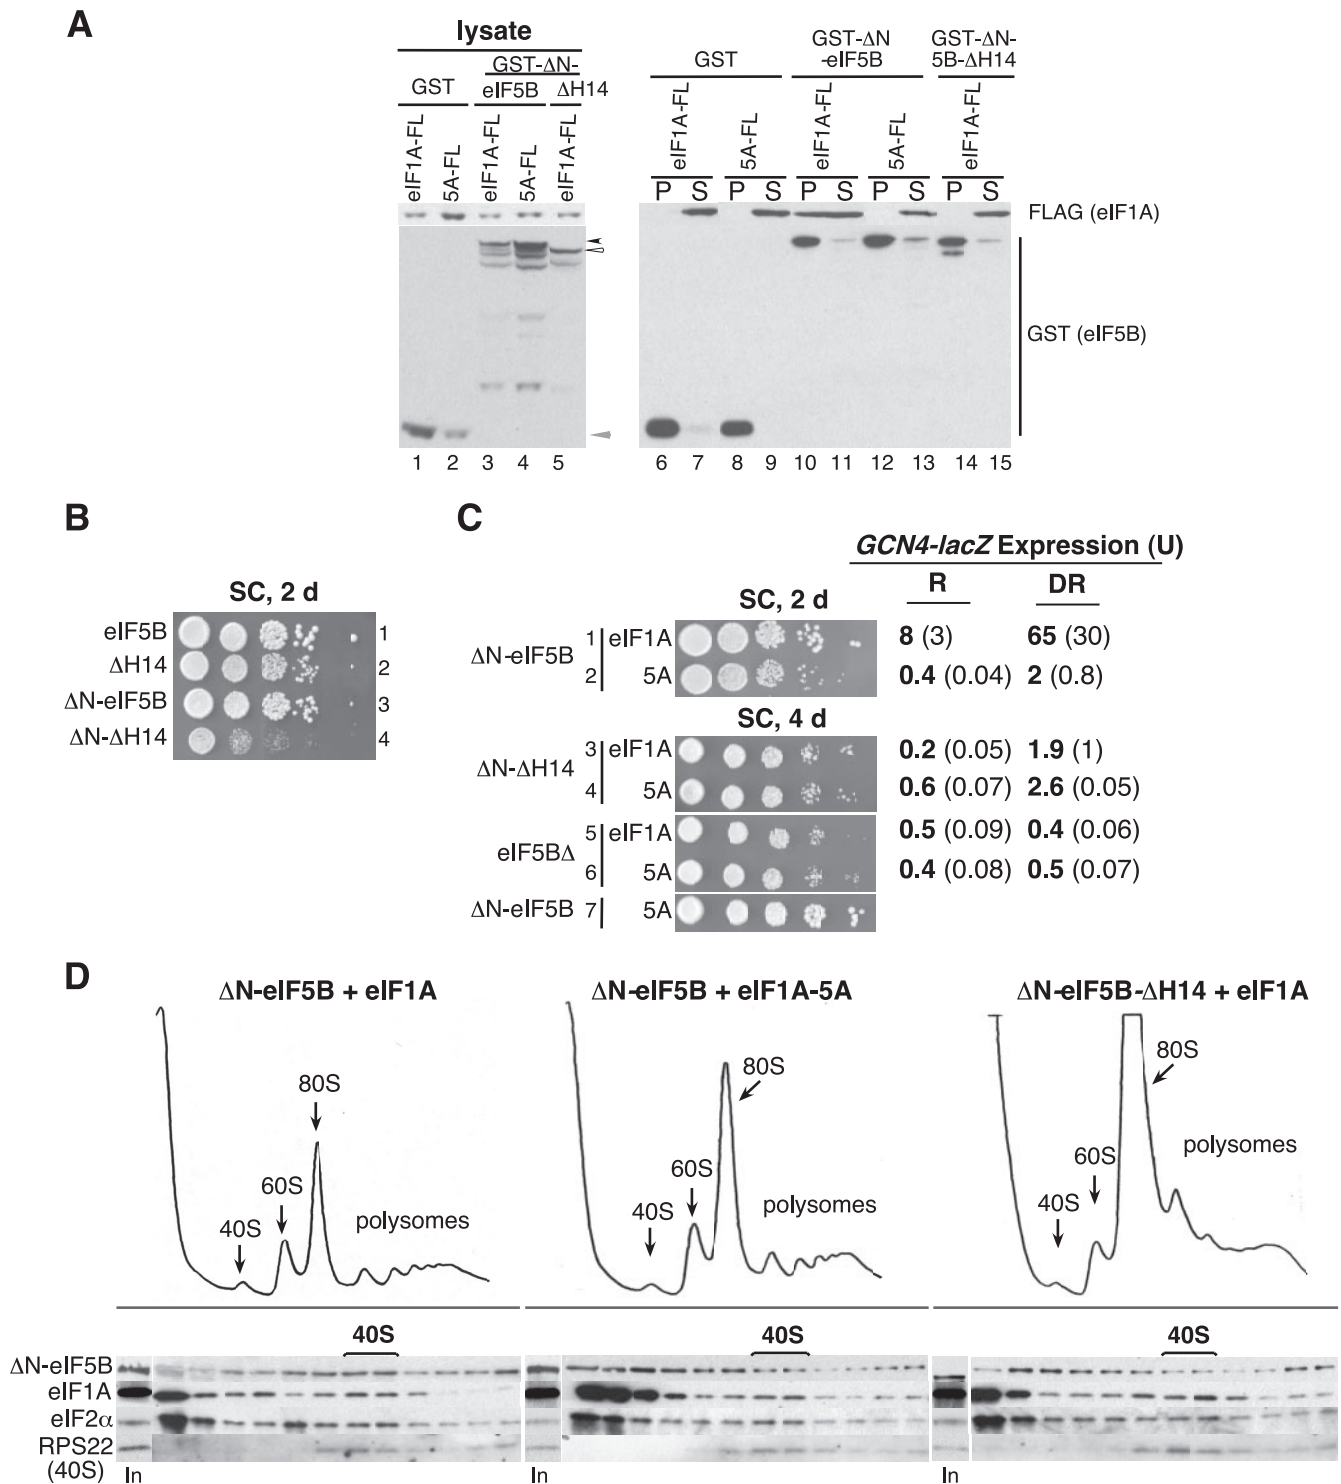 A
lysate
GST
GST-ΔN-
eIF5B
ΔH14
eIF1A-FL
5A-FL
eIF1A-FL
5A-FL
eIF1A-FL
GST
GST-ΔN
-eIF5B
GST-ΔN-
5B-ΔH14
eIF1A-FL
5A-FL
eIF1A-FL
5A-FL
eIF1A-FL
P S P S P S P S P S
FLAG (eIF1A)
GST (eIF5B)
1 2 3 4 5 6 7 8 9 10 11 12 13 14 15
B
SC, 2 d
eIF5B 1
ΔH14 2
ΔN-eIF5B 3
ΔN-ΔH14 4
C
GCN4-lacZ Expression (U)
R DR
SC, 2 d
ΔN-eIF5B
1 eIF1A 8 (3) 65 (30)
2 5A 0.4 (0.04) 2 (0.8)
SC, 4 d
ΔN-ΔH14
3 eIF1A 0.2 (0.05) 1.9 (1)
4 5A 0.6 (0.07) 2.6 (0.05)
eIF5BΔ
5 eIF1A 0.5 (0.09) 0.4 (0.06)
6 5A 0.4 (0.08) 0.5 (0.07)
ΔN-eIF5B 7 5A
D
ΔN-eIF5B + eIF1A
40S
60S
80S
polysomes
ΔN-eIF5B + eIF1A-5A
40S
60S
80S
polysomes
ΔN-eIF5B-ΔH14 + eIF1A
40S
60S
80S
polysomes
40S 40S 40S
ΔN-eIF5B
eIF1A
eIF2α
RPS22
(40S)
In In In